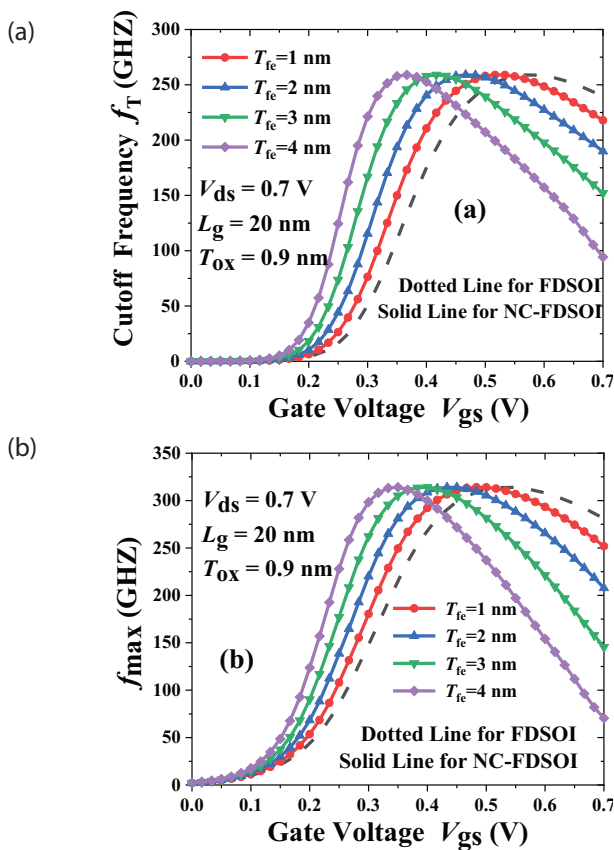 (a)
Cutoff Frequency fT (GHZ)
300
250
200
150
100
50
0
Tfe=1 nm
Tfe=2 nm
Tfe=3 nm
Tfe=4 nm
Vds = 0.7 V
Lg = 20 nm
Tox = 0.9 nm
(a)
Dotted Line for FDSOI
Solid Line for NC-FDSOI
0.0 0.1 0.2 0.3 0.4 0.5 0.6 0.7
Gate Voltage Vgs (V)
(b)
fmax (GHZ)
350
300
250
200
150
100
50
0
Vds = 0.7 V
Lg = 20 nm
Tox = 0.9 nm
(b)
Tfe=1 nm
Tfe=2 nm
Tfe=3 nm
Tfe=4 nm
Dotted Line for FDSOI
Solid Line for NC-FDSOI
0.0 0.1 0.2 0.3 0.4 0.5 0.6 0.7
Gate Voltage Vgs (V)